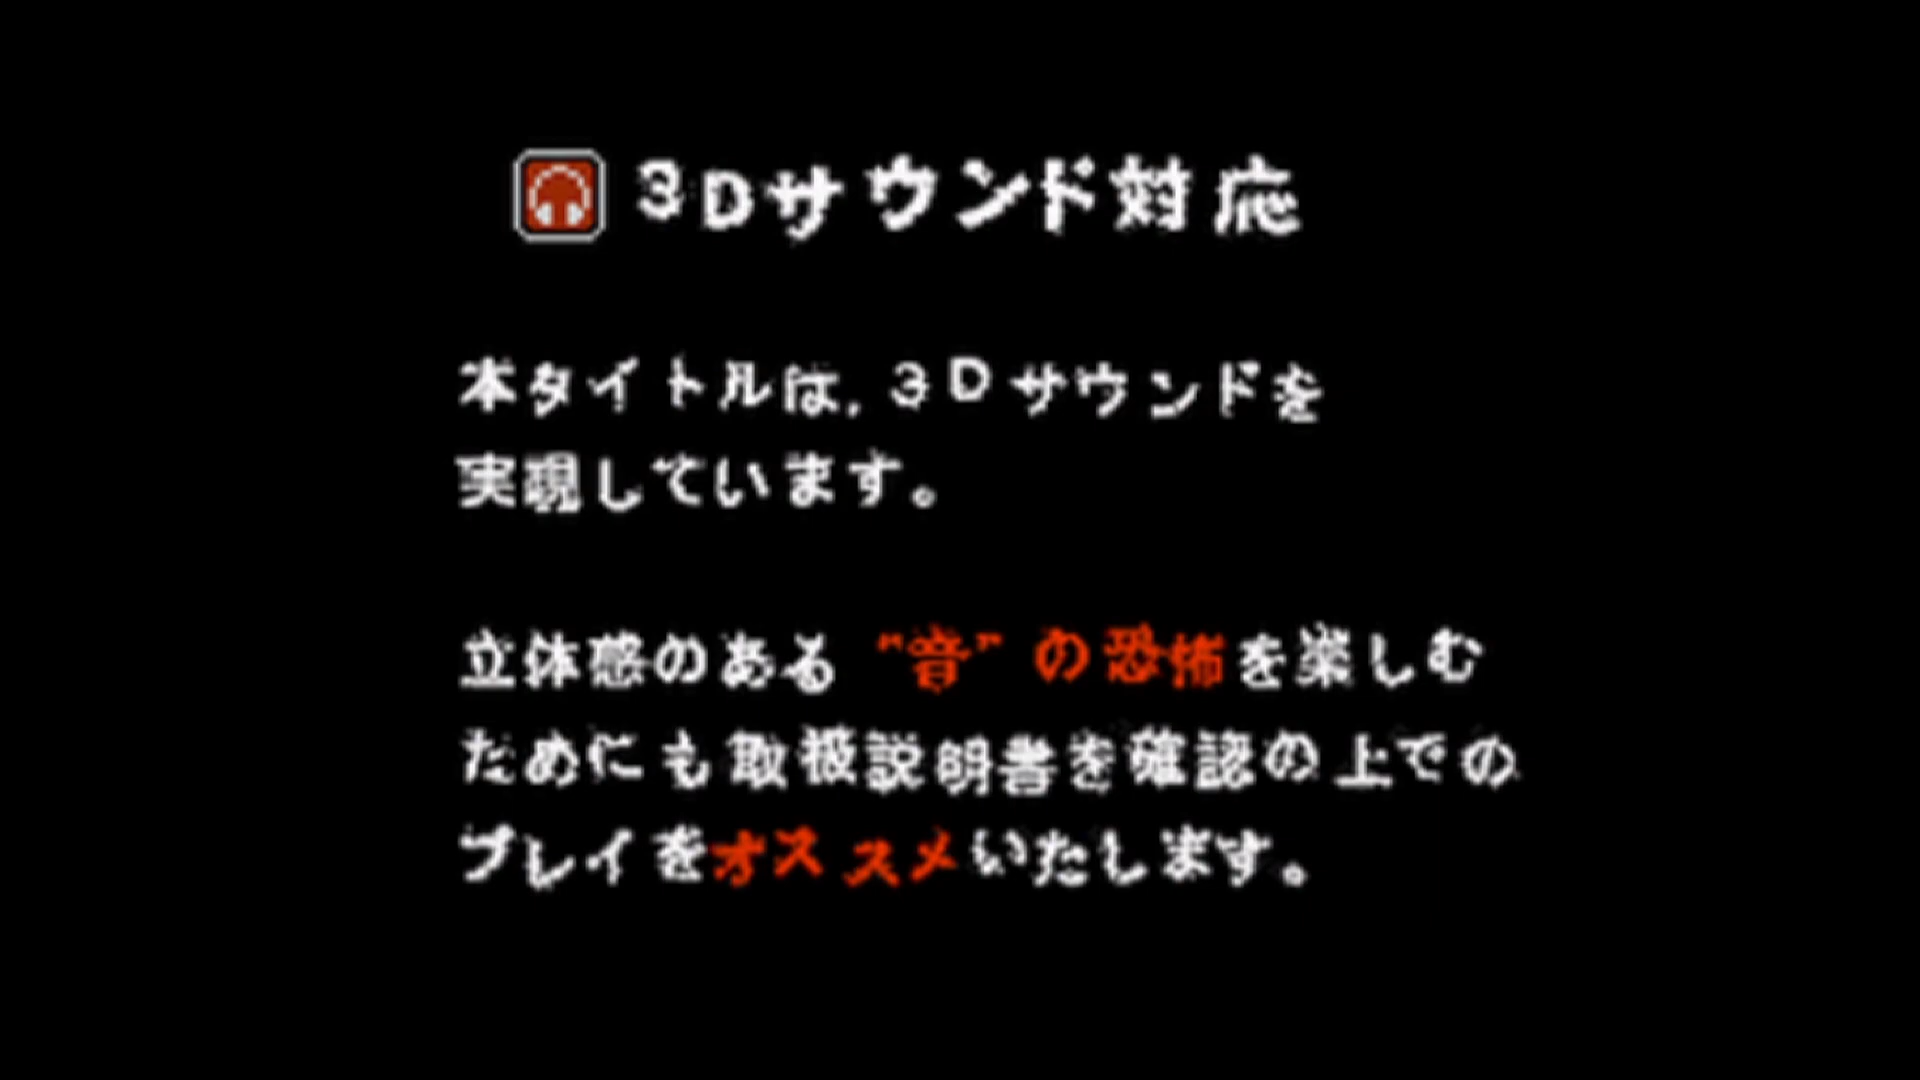 3Dサウンド対応
本タイトルは,3Dサウンドを
実現しています。
立体感のある"音"の恐怖を楽しむ
ためにも取扱説明書を確認の上での
プレイをオススメいたします。